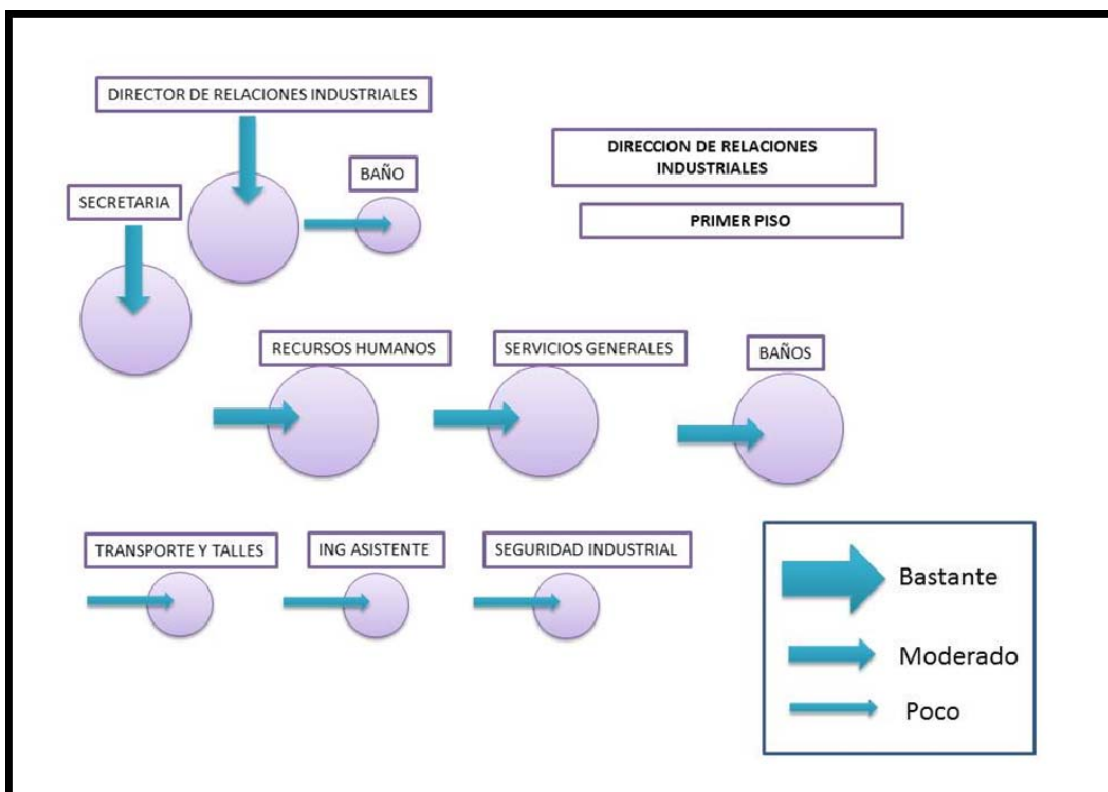 DIRECTOR DE RELACIONES INDUSTRIALES
DIRECCION DE RELACIONES
INDUSTRIALES
BAÑO
SECRETARIA
PRIMER PISO
RECURSOS HUMANOS
SERVICIOS GENERALES
BAÑOS
TRANSPORTE Y TALLES
ING ASISTENTE
SEGURIDAD INDUSTRIAL
Bastante
Moderado
Poco